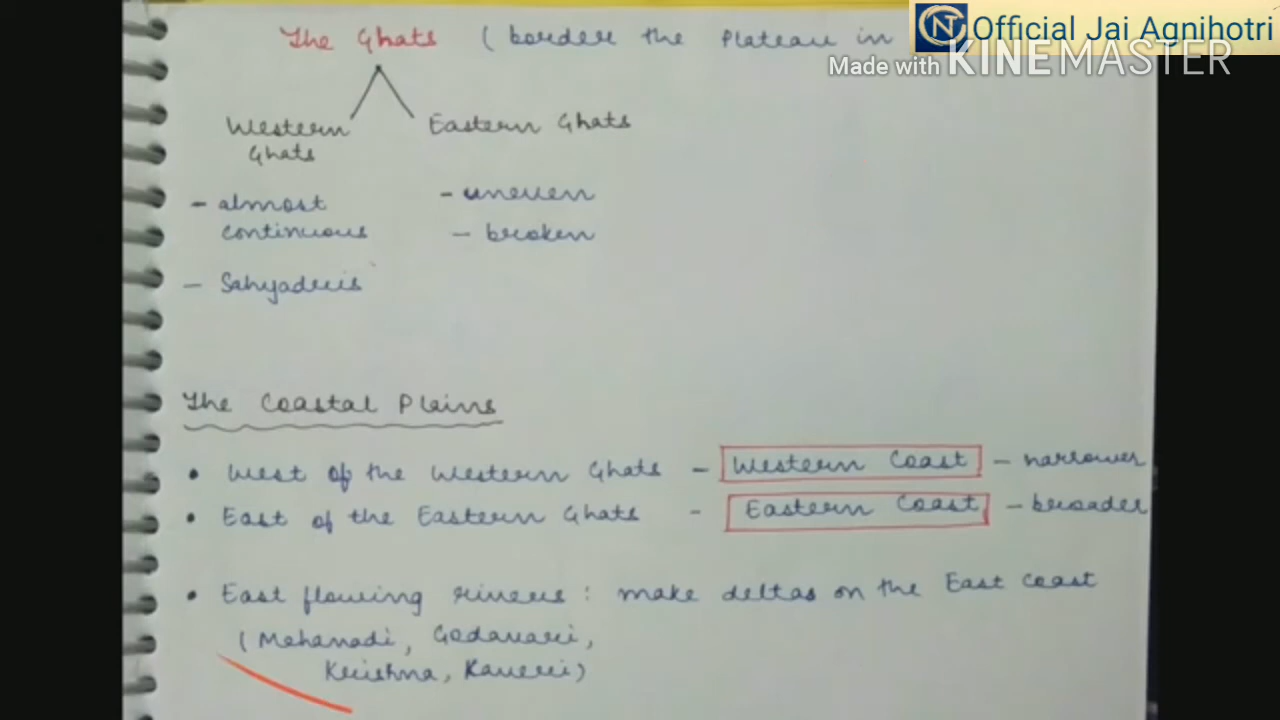 The Ghats (border the Plateau in
Official Jai Agnihotri
Made with KINEMASTER
Western Ghats
Eastern Ghats
- almost continuous
- uneven
- broken
- Sahyadris
The Coastal Plains
• West of the Western Ghats - Western Coast - narrower
• East of the Eastern Ghats - Eastern Coast - broader
• East flowing rivers: make deltas on the East Coast
(Mahanadi, Godavari,
Krishna, Kaveri)